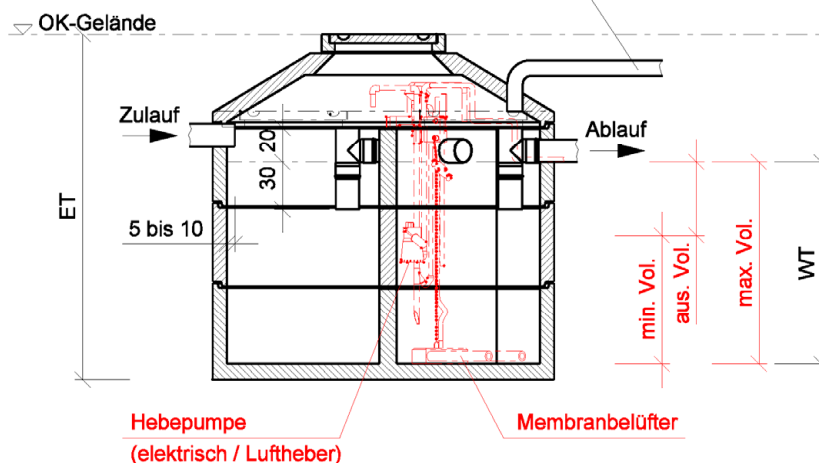 OK-Gelände
Zulauf
Ablauf
20
30
ET
5 bis 10
min. Vol.
aus. Vol.
max. Vol.
WT
Hebepumpe
(elektrisch / Luftheber)
Membranbelüfter